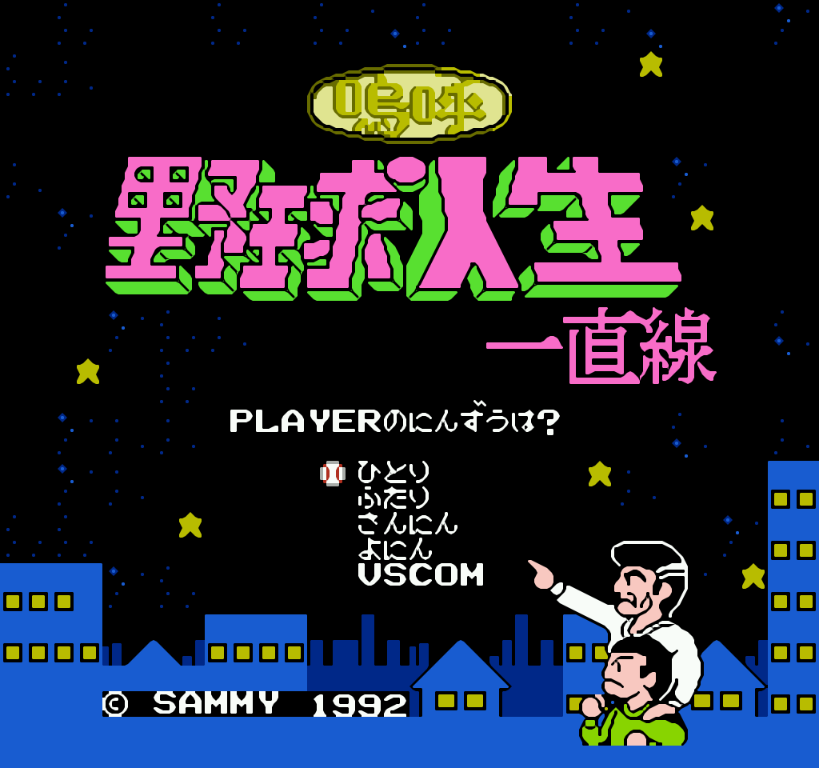 嗚呼
野球人生
一直線
PLAYERのにんずうは?
ひとり
ふたり
さんにん
よにん
VSCOM
© SAMMY 1992